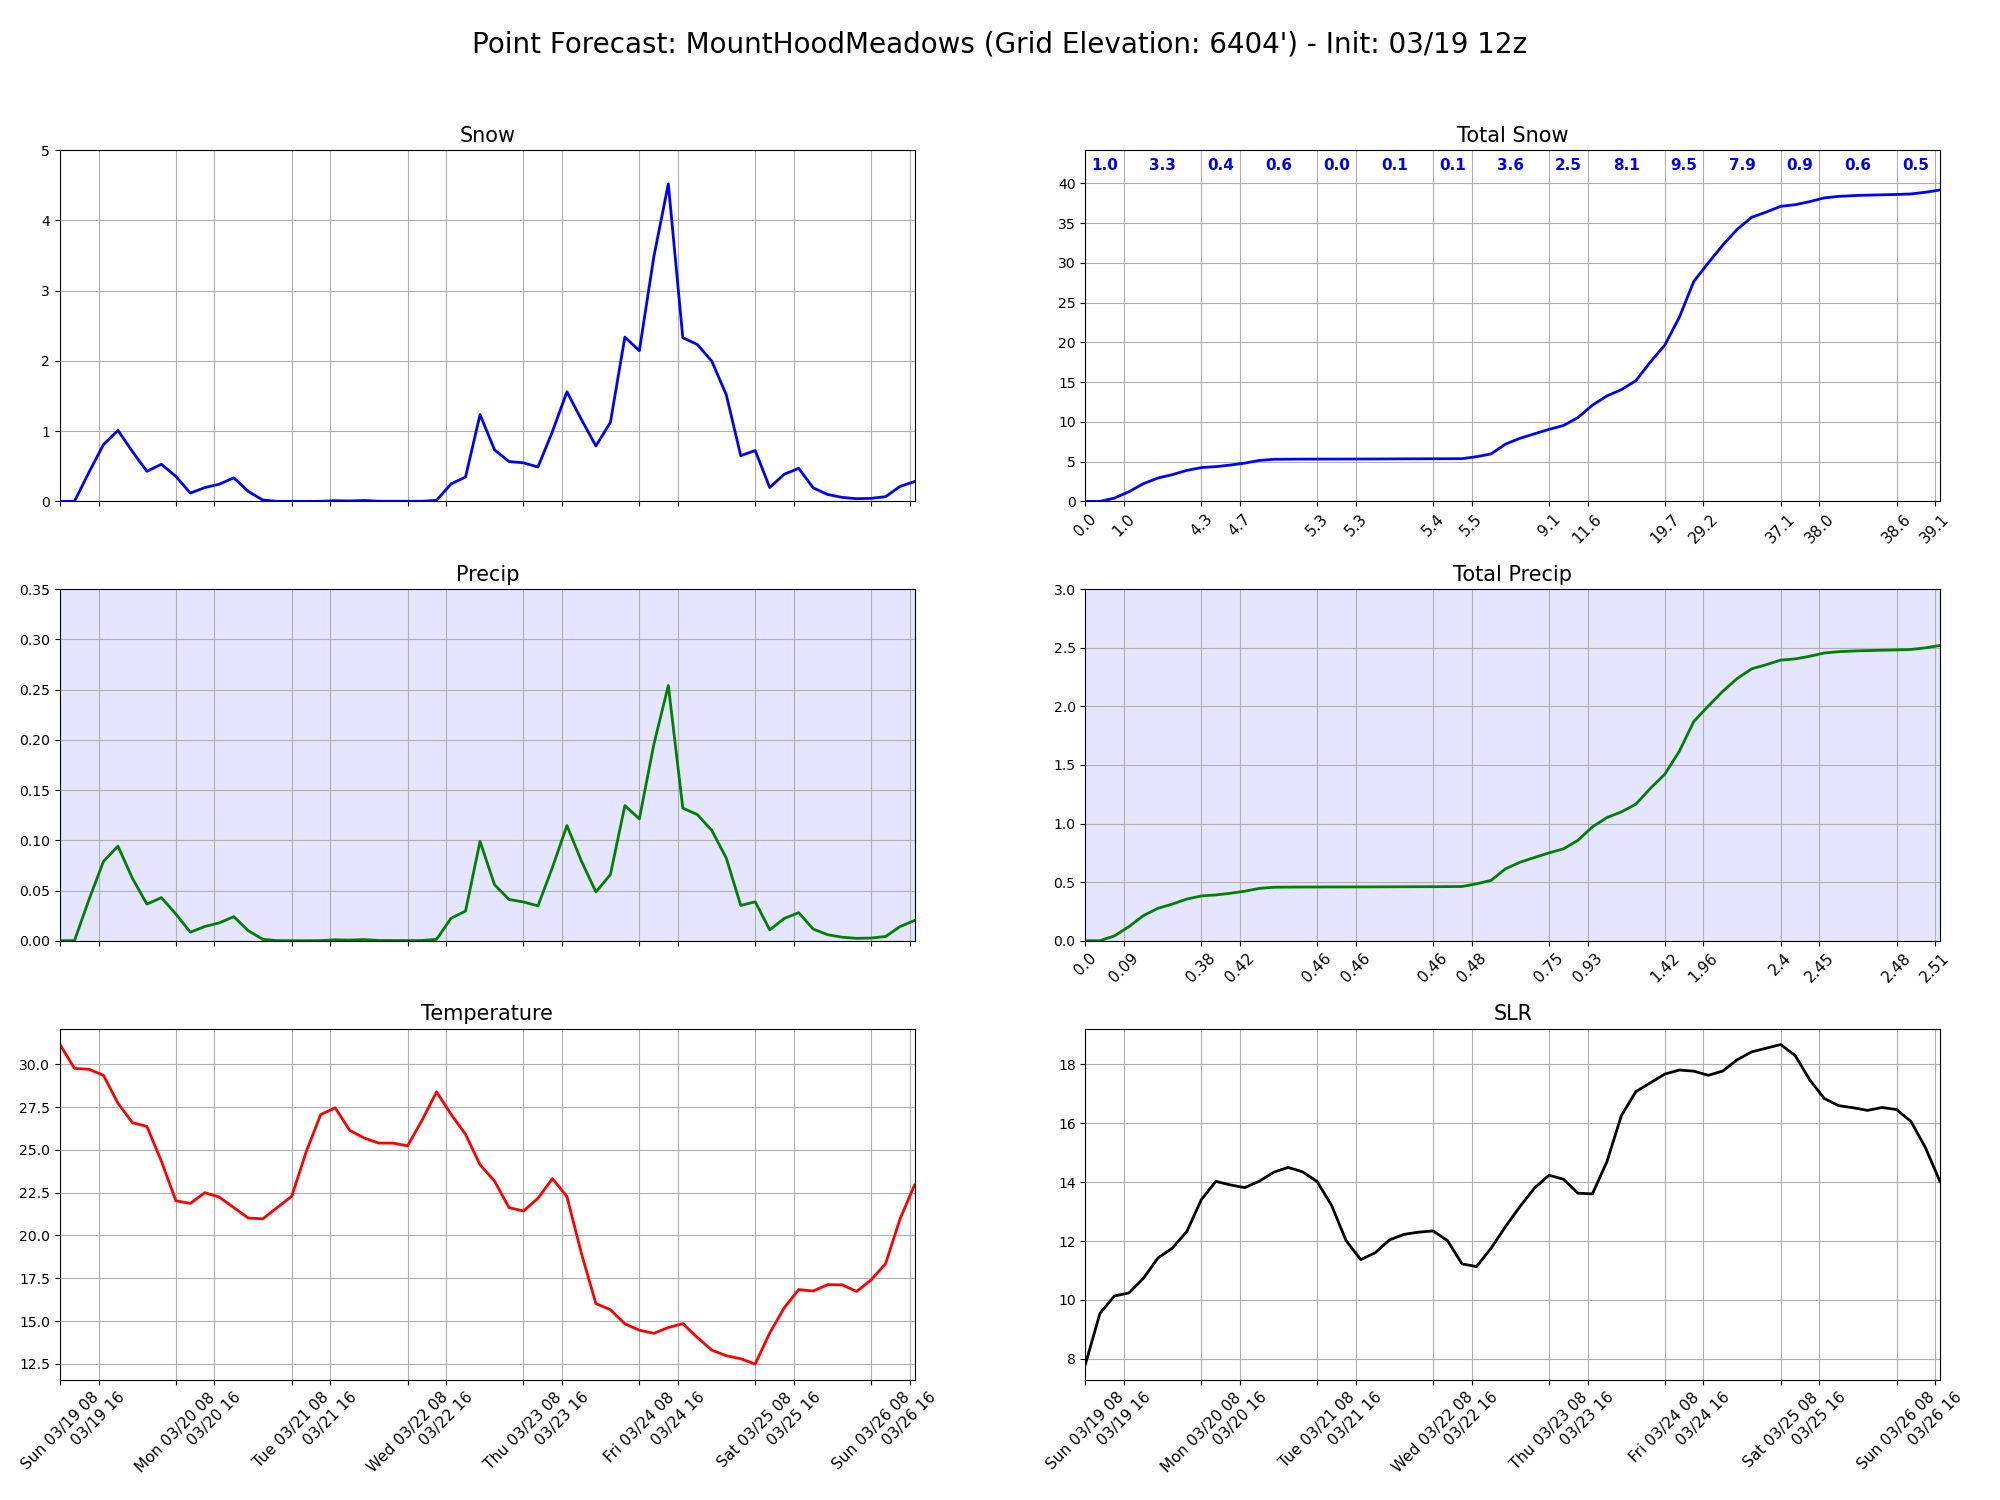 Point Forecast: MountHoodMeadows (Grid Elevation: 6404') - Init: 03/19 12z
Snow
5
4
3
2
1
0
Total Snow
1.0 3.3 0.4 0.6 0.0 0.1 0.1 3.6 2.5 8.1 9.5 7.9 0.9 0.6 0.5
40
35
30
25
20
15
10
5
0
0.0 1.0 4.3 4.7 5.3 5.3 5.4 5.5 9.1 11.6 19.7 29.2 37.1 38.0 38.6 39.1
Precip
0.35
0.30
0.25
0.20
0.15
0.10
0.05
0.00
Total Precip
3.0
2.5
2.0
1.5
1.0
0.5
0.0
0.0 0.09 0.38 0.42 0.46 0.46 0.46 0.48 0.75 0.93 1.42 1.96 2.4 2.45 2.48 2.51
Temperature
30.0
27.5
25.0
22.5
20.0
17.5
15.0
12.5
Sun 03/19 08
03/19 16
Mon 03/20 08
03/20 16
Tue 03/21 08
03/21 16
Wed 03/22 08
03/22 16
Thu 03/23 08
03/23 16
Fri 03/24 08
03/24 16
Sat 03/25 08
03/25 16
Sun 03/26 08
03/26 16
SLR
18
16
14
12
10
8
Sun 03/19 08
03/19 16
Mon 03/20 08
03/20 16
Tue 03/21 08
03/21 16
Wed 03/22 08
03/22 16
Thu 03/23 08
03/23 16
Fri 03/24 08
03/24 16
Sat 03/25 08
03/25 16
Sun 03/26 08
03/26 16